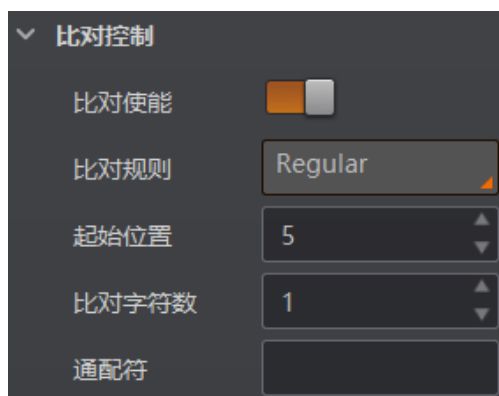 比对控制
比对使能
比对规则 Regular
起始位置 5
比对字符数 1
通配符